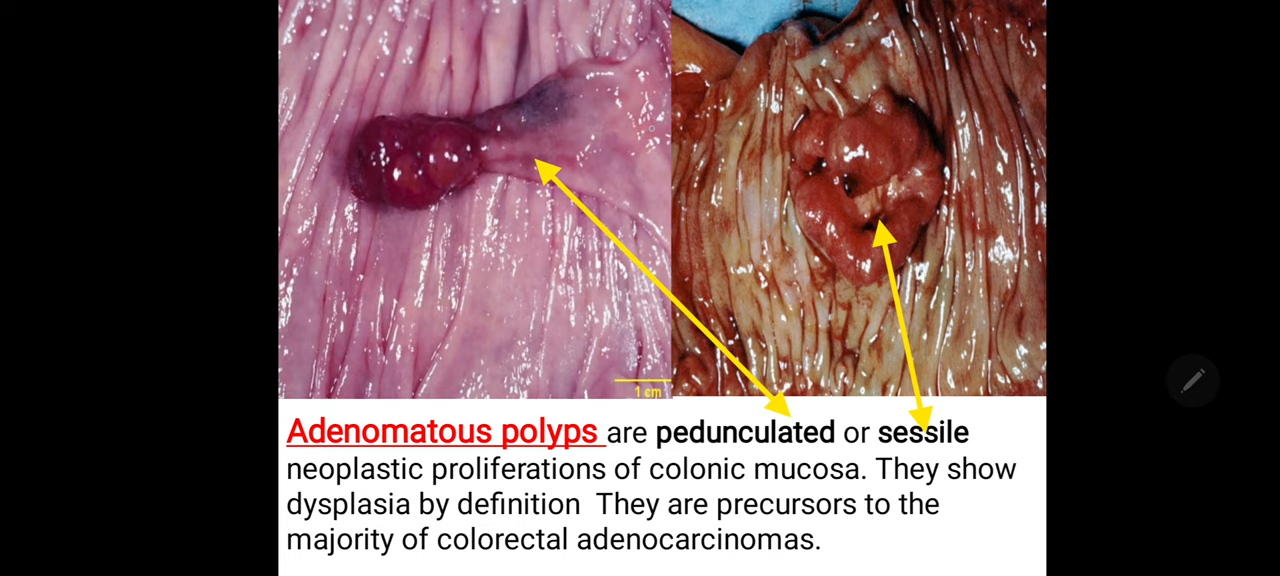 1 cm
Adenomatous polyps are pedunculated or sessile
neoplastic proliferations of colonic mucosa. They show
dysplasia by definition They are precursors to the
majority of colorectal adenocarcinomas.